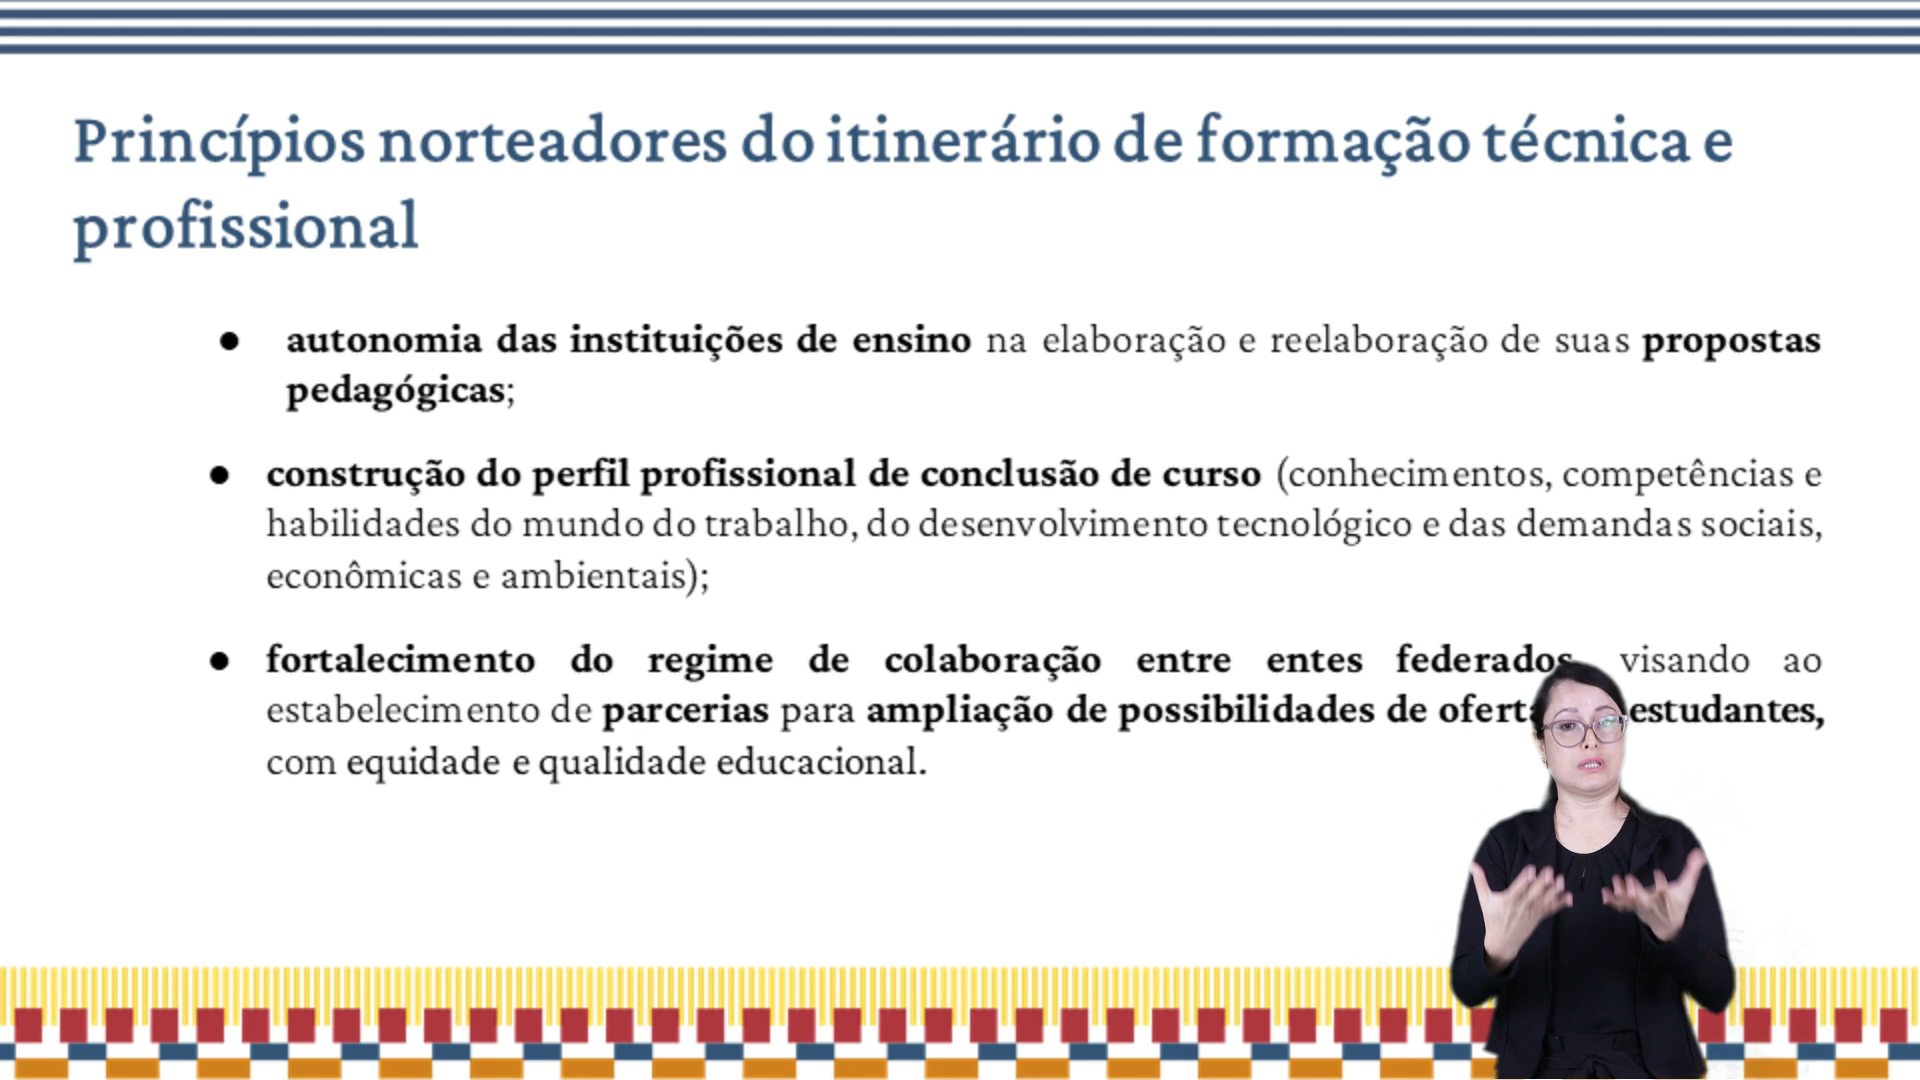 Princípios norteadores do itinerário de formação técnica e
profissional
● autonomia das instituições de ensino na elaboração e reelaboração de suas propostas
pedagógicas;
● construção do perfil profissional de conclusão de curso (conhecimentos, competências e
habilidades do mundo do trabalho, do desenvolvimento tecnológico e das demandas sociais,
econômicas e ambientais);
● fortalecimento do regime de colaboração entre entes federados visando ao
estabelecimento de parcerias para ampliação de possibilidades de estudantes,
com equidade e qualidade educacional.